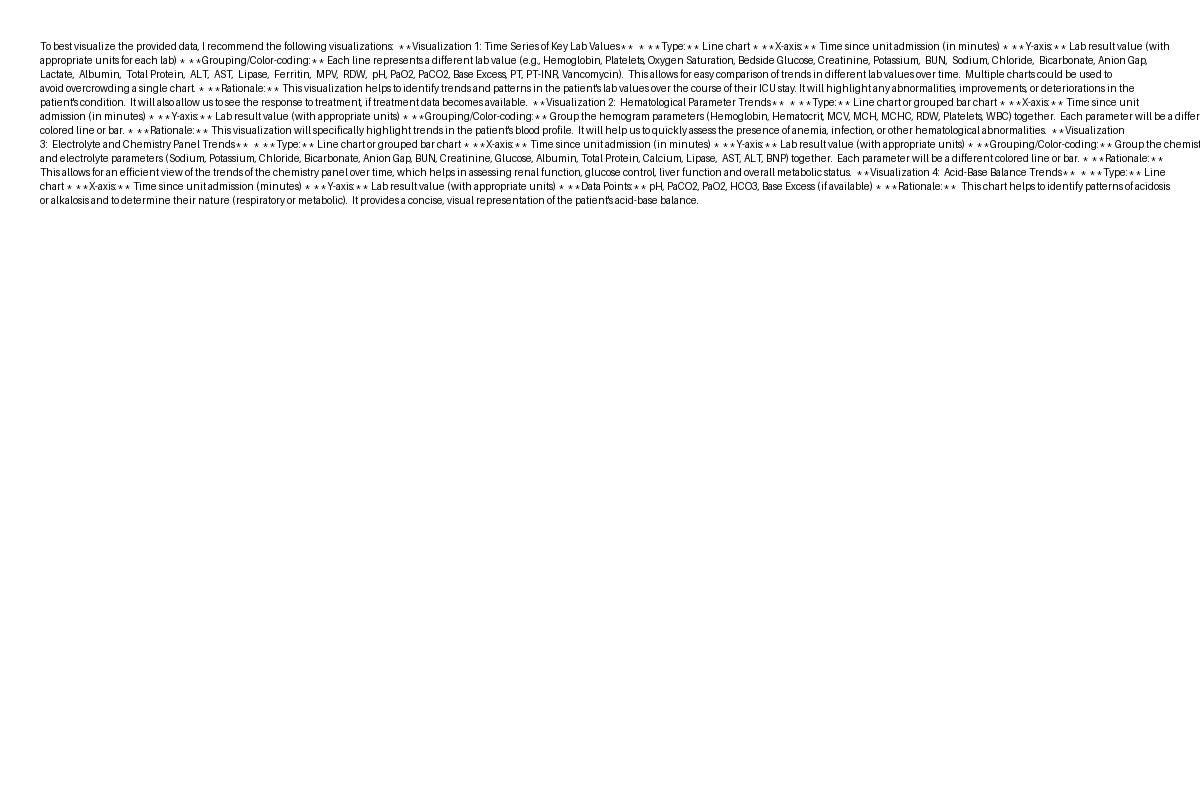 To best visualize the provided data, I recommend the following visualizations: **Visualization 1: Time Series of Key Lab Values** * **Type:** Line chart * **X-axis:** Time since unit admission (in minutes) * **Y-axis:** Lab result value (with
appropriate units for each lab) * **Grouping/Color-coding:** Each line represents a different lab value (e.g., Hemoglobin, Platelets, Oxygen Saturation, Bedside Glucose, Creatinine, Potassium, BUN, Sodium, Chloride, Bicarbonate, Anion Gap,
Lactate, Albumin, Total Protein, ALT, AST, Lipase, Ferritin, MPV, RDW, pH, PaO2, PaCO2, Base Excess, PT, PT-INR, Vancomycin). This allows for easy comparison of trends in different lab values over time. Multiple charts could be used to
avoid overcrowding a single chart. * **Rationale:** This visualization helps to identify trends and patterns in the patient's lab values over the course of their ICU stay. It will highlight any abnormalities, improvements, or deteriorations in the
patient's condition. It will also allow us to see the response to treatment, if treatment data becomes available. **Visualization 2: Hematological Parameter Trends** * **Type:** Line chart or grouped bar chart * **X-axis:** Time since unit
admission (in minutes) * **Y-axis:** Lab result value (with appropriate units) * **Grouping/Color-coding:** Group the hemogram parameters (Hemoglobin, Hematocrit, MCV, MCH, MCHC, RDW, Platelets, WBC) together. Each parameter will be a differ
colored line or bar. * **Rationale:** This visualization will specifically highlight trends in the patient's blood profile. It will help us to quickly assess the presence of anemia, infection, or other hematological abnormalities. **Visualization
3: Electrolyte and Chemistry Panel Trends** * **Type:** Line chart or grouped bar chart * **X-axis:** Time since unit admission (in minutes) * **Y-axis:** Lab result value (with appropriate units) * **Grouping/Color-coding:** Group the chemist
and electrolyte parameters (Sodium, Potassium, Chloride, Bicarbonate, Anion Gap, BUN, Creatinine, Glucose, Albumin, Total Protein, Calcium, Lipase, AST, ALT, BNP) together. Each parameter will be a different colored line or bar. * **Rationale:**
This allows for an efficient view of the trends of the chemistry panel over time, which helps in assessing renal function, glucose control, liver function and overall metabolic status. **Visualization 4: Acid-Base Balance Trends** * **Type:** Line
chart * **X-axis:** Time since unit admission (minutes) * **Y-axis:** Lab result value (with appropriate units) * **Data Points:** pH, PaCO2, PaO2, HCO3, Base Excess (if available) * **Rationale:** This chart helps to identify patterns of acidosis
or alkalosis and to determine their nature (respiratory or metabolic). It provides a concise, visual representation of the patient's acid-base balance.